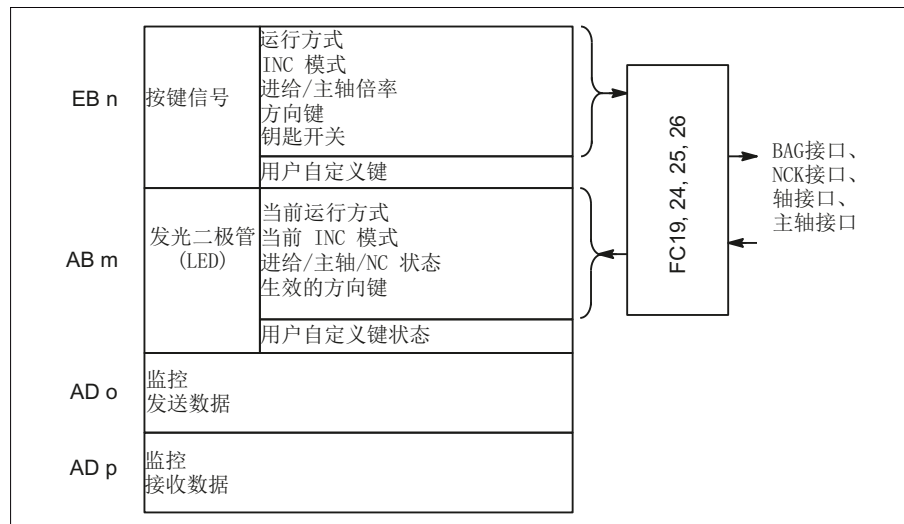 EB n
按键信号
运行方式
INC 模式
进给/主轴倍率
方向键
钥匙开关
用户自定义键
AB m
发光二极管
(LED)
当前运行方式
当前 INC 模式
进给/主轴/NC 状态
生效的方向键
用户自定义键状态
AD o
监控
发送数据
AD p
监控
接收数据
FC19, 24, 25, 26
BAG接口、
NCK接口、
轴接口、
主轴接口